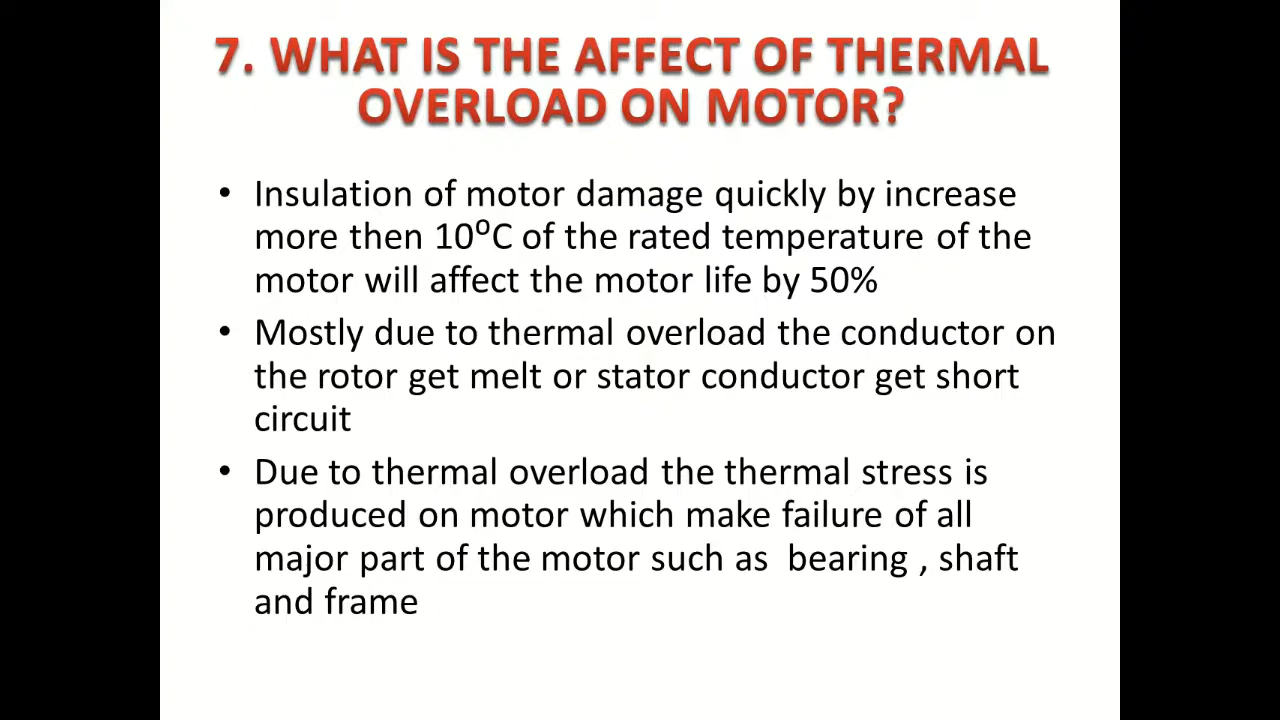 7. WHAT IS THE AFFECT OF THERMAL
OVERLOAD ON MOTOR?
• Insulation of motor damage quickly by increase
more then 10⁰C of the rated temperature of the
motor will affect the motor life by 50%
• Mostly due to thermal overload the conductor on
the rotor get melt or stator conductor get short
circuit
• Due to thermal overload the thermal stress is
produced on motor which make failure of all
major part of the motor such as  bearing , shaft
and frame